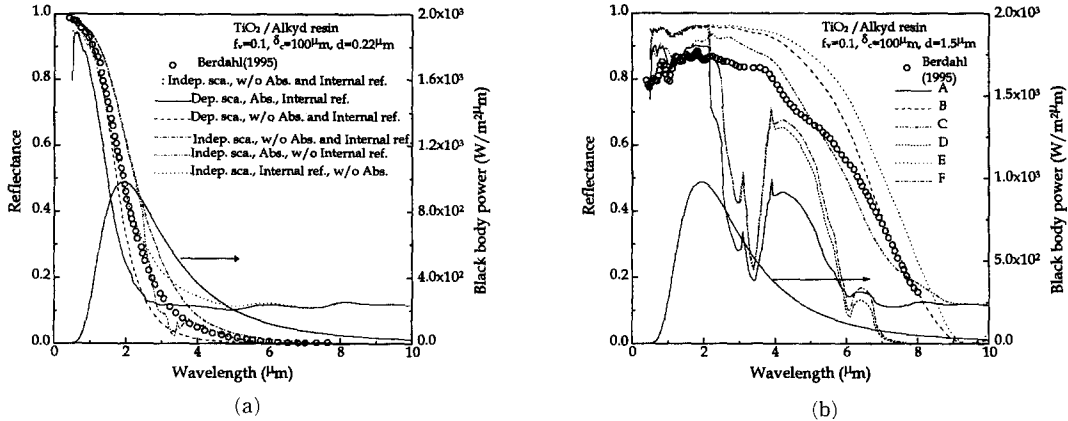 TiO2 / Alkyd resin
fv=0.1, δc=100μm, d=0.22μm
Berdahl(1995)
: Indep. sca., w/o Abs. and Internal ref.
Dep. sca., Abs., Internal ref.
Dep. sca., w/o Abs. and Internal ref.
Indep. sca., w/o Abs. and Internal ref.
Indep. sca., Abs., w/o Internal ref.
Indep. sca., Internal ref., w/o Abs.
1.0
0.8
0.6
0.4
0.2
0.0
Reflectance
2.0x10³
1.6x10³
1.2x10³
8.0x10²
4.0x10²
0.0
Black body power (W/m²μm)
0 2 4 6 8 10
Wavelength (μm)
(a)
TiO2 /Alkyd resin
fv=0.1, δc=100μm, d=1.5μm
Berdahl
(1995)
A
B
C
D
E
F
1.0
0.8
0.6
0.4
0.2
0.0
Reflectance
2.0x10³
1.5x10³
1.0x10³
5.0x10²
0.0
Black body power (W/m²μm)
0 2 4 6 8 10
Wavelength (μm)
(b)